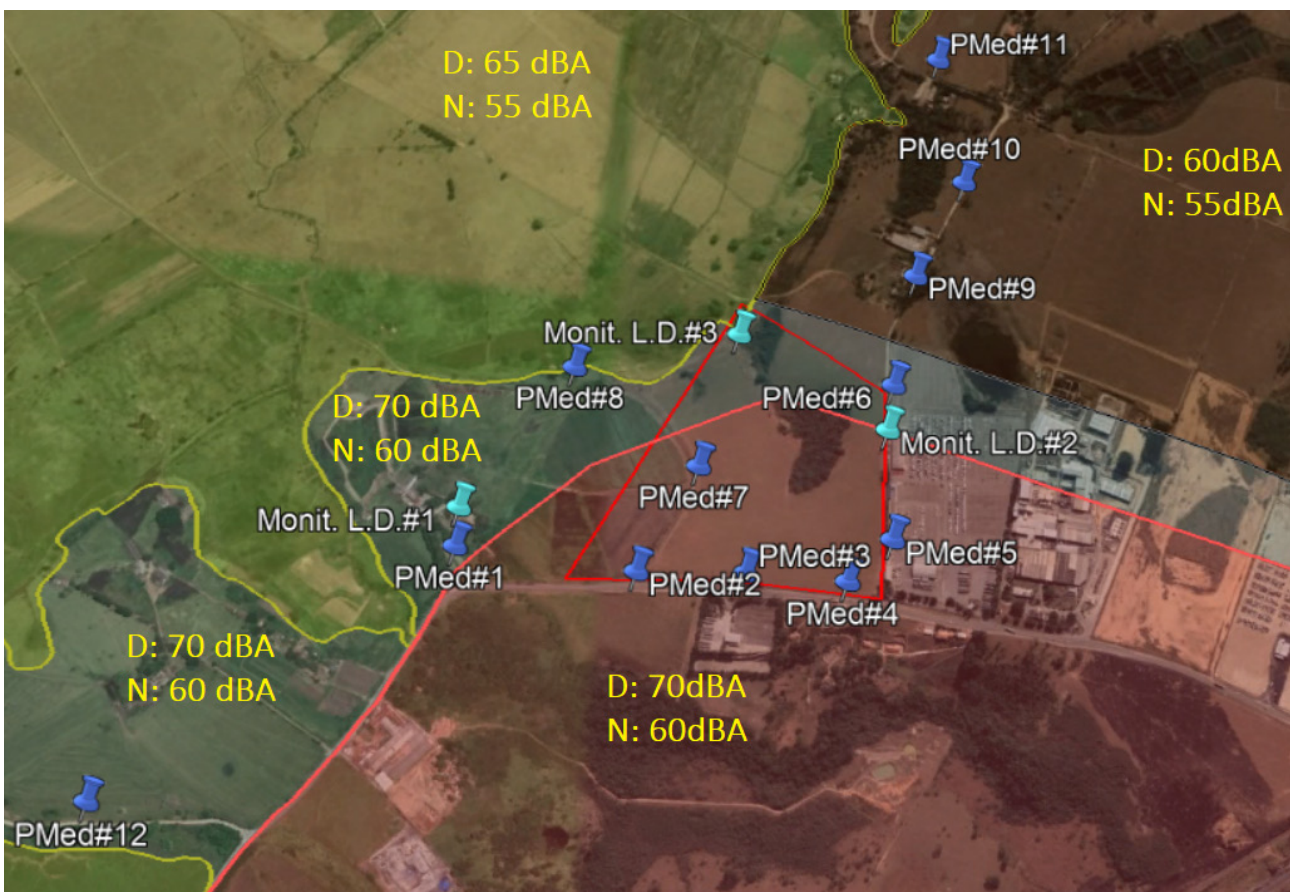 PMed#11
D: 65 dBA
N: 55 dBA
PMed#10
D: 60dBA
N: 55dBA
PMed#9
Monit. L.D.#3
PMed#8
PMed#6
D: 70 dBA
N: 60 dBA
Monit. L.D.#2
PMed#7
Monit. L.D.#1
PMed#1
PMed#2
PMed#3
PMed#5
PMed#4
D: 70 dBA
N: 60 dBA
D: 70dBA
N: 60dBA
PMed#12